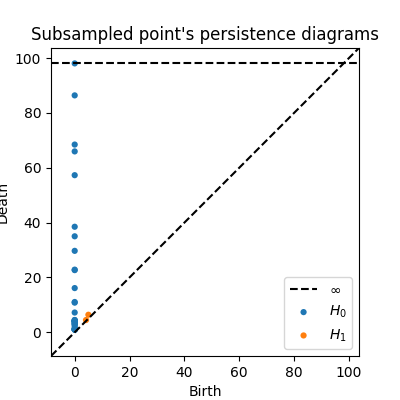 Subsampled point's persistence diagrams
100
80
60
40
20
0
Death
0 20 40 60 80 100
Birth
∞
H₀
H₁